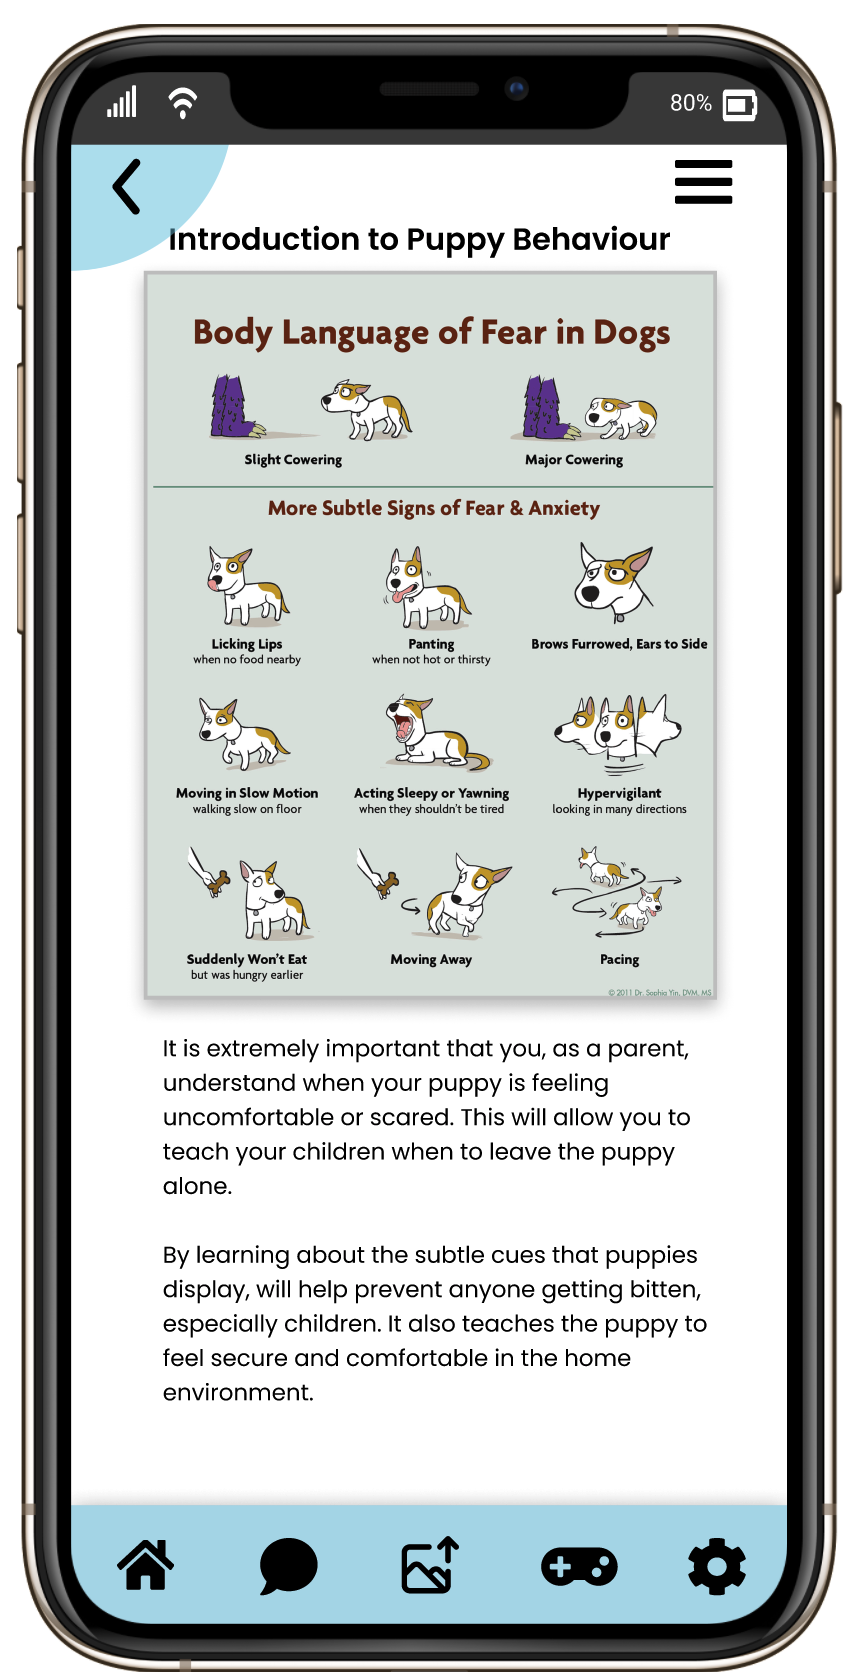 80%
Introduction to Puppy Behaviour
Body Language of Fear in Dogs
Slight Cowering
Major Cowering
More Subtle Signs of Fear & Anxiety
Licking Lips
when no food nearby
Panting
when not hot or thirsty
Brows Furrowed, Ears to Side
Moving in Slow Motion
walking slow on floor
Acting Sleepy or Yawning
when they shouldn't be tired
Hypervigilant
looking in many directions
Suddenly Won't Eat
but was hungry earlier
Moving Away
Pacing
© 2011 Dr. Sophia Yin, DVM, MS
It is extremely important that you, as a parent,
understand when your puppy is feeling
uncomfortable or scared. This will allow you to
teach your children when to leave the puppy
alone.
By learning about the subtle cues that puppies
display, will help prevent anyone getting bitten,
especially children. It also teaches the puppy to
feel secure and comfortable in the home
environment.